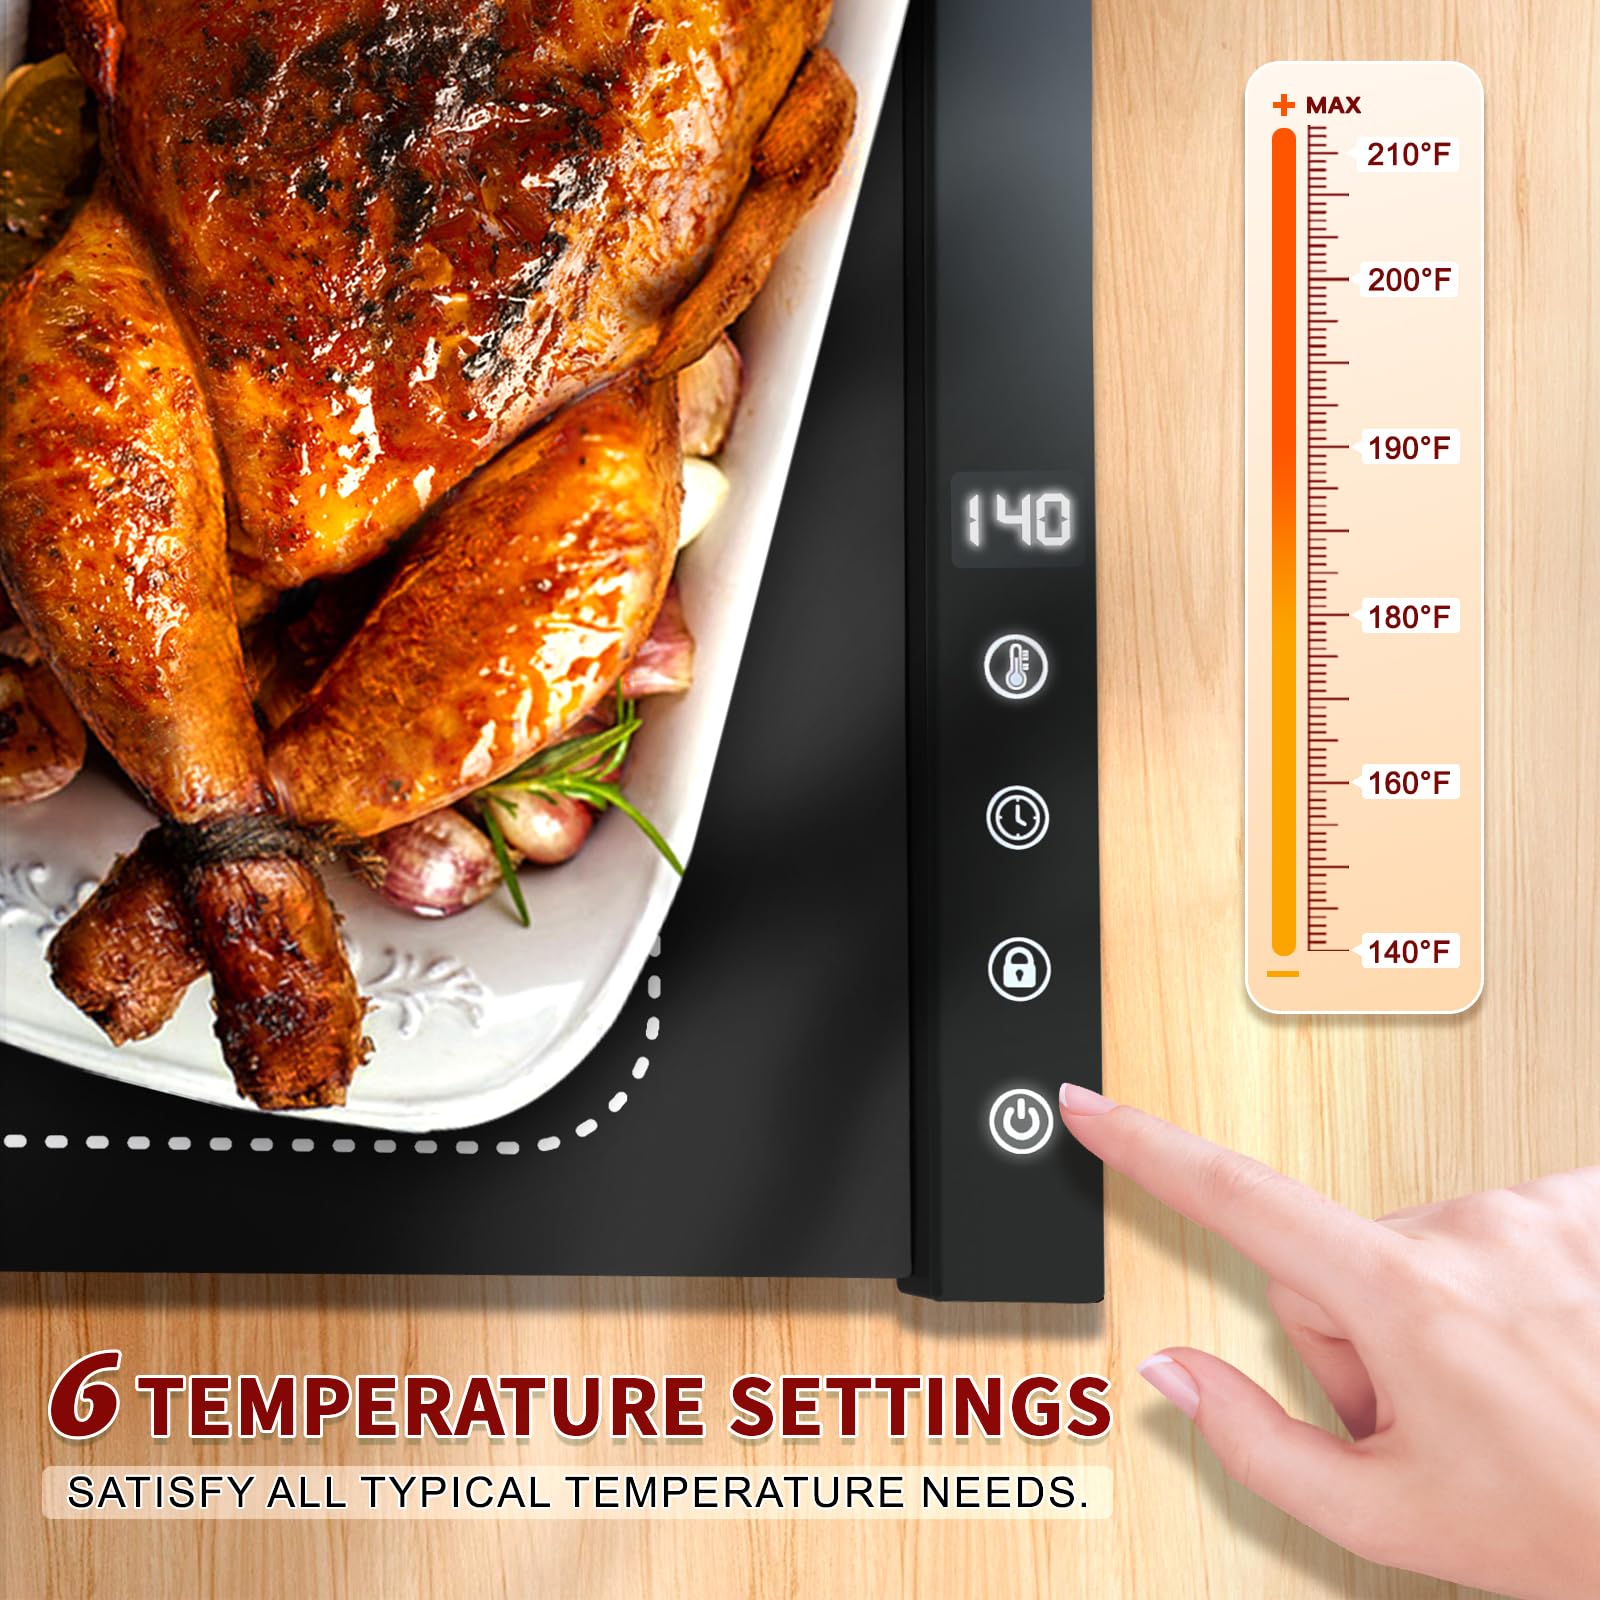 + MAX
210°F
200°F
190°F
180°F
160°F
140°F
140
6 TEMPERATURE SETTINGS
SATISFY ALL TYPICAL TEMPERATURE NEEDS.